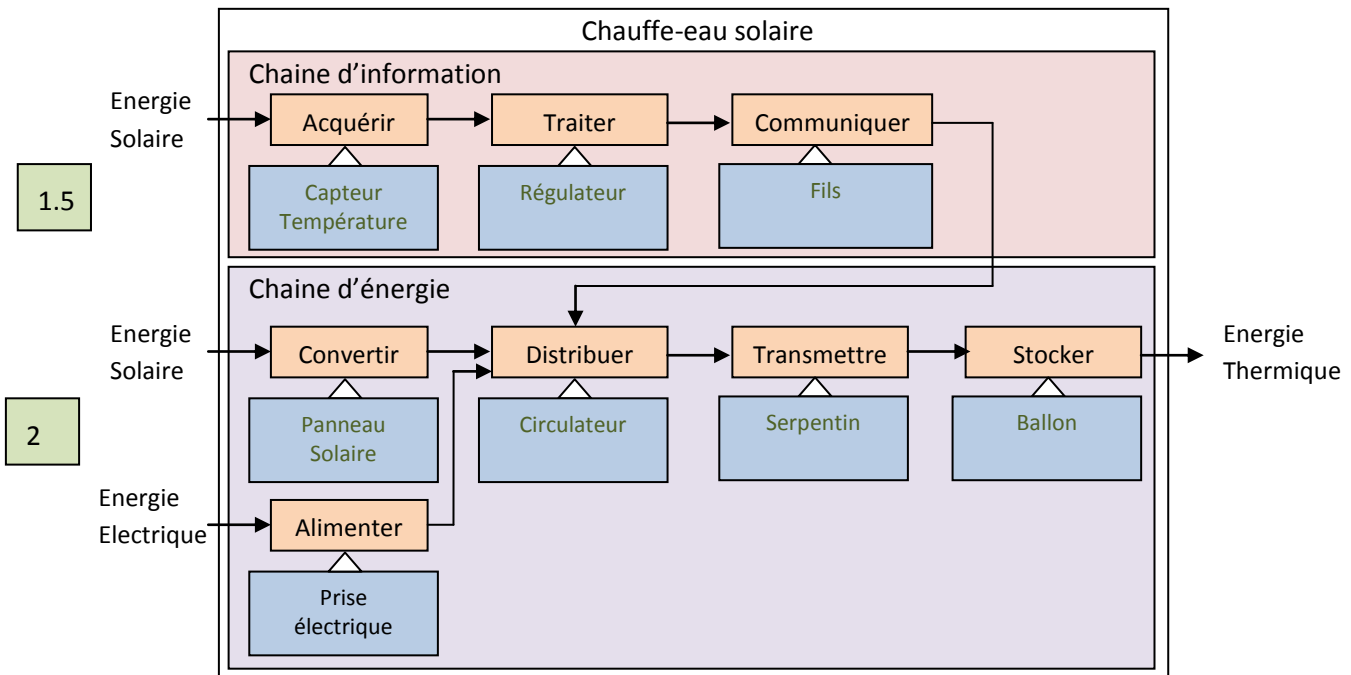 Chauffe-eau solaire
Chaine d'information
Energie
Solaire
Acquérir
Traiter
Communiquer
1.5
Capteur
Température
Régulateur
Fils
Chaine d'énergie
Energie
Solaire
Convertir
Distribuer
Transmettre
Stocker
Energie
Thermique
2
Panneau
Solaire
Circulateur
Serpentin
Ballon
Energie
Electrique
Alimenter
Prise
électrique